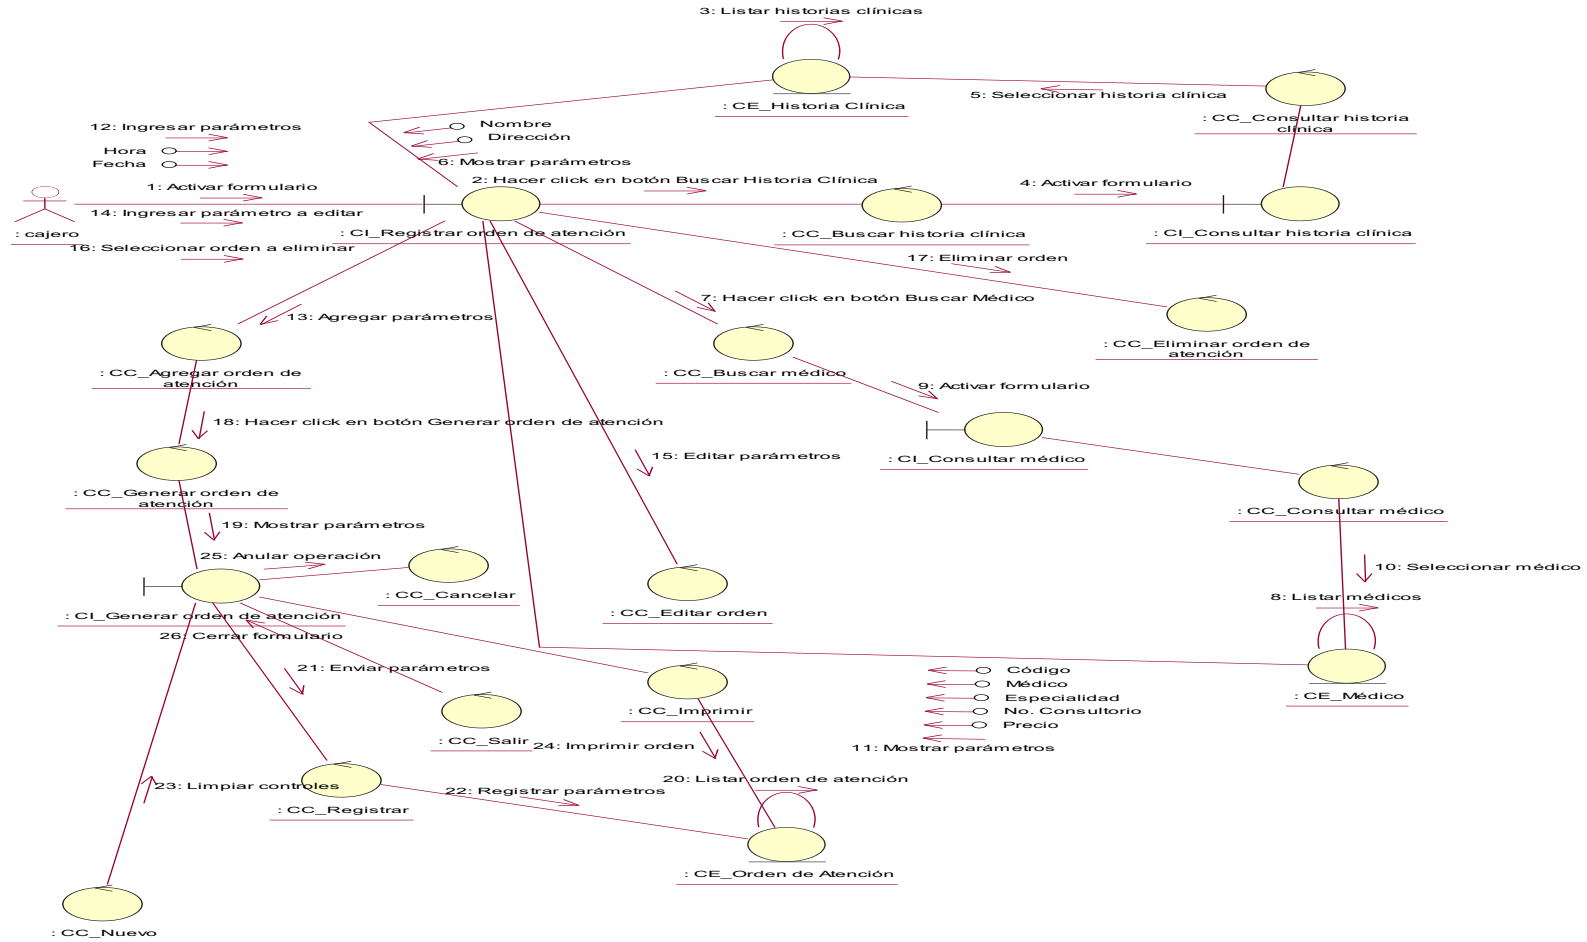 3: Listar historias clínicas
: CE_Historia Clínica
5: Seleccionar historia clínica
: CC_Consultar historia
clínica
12: Ingresar parámetros
Hora
Fecha
Nombre
Dirección
6: Mostrar parámetros
1: Activar formulario
2: Hacer click en botón Buscar Historia Clínica
4: Activar formulario
14: Ingresar parámetro a editar
: cajero
: CI_Registrar orden de atención
: CC_Buscar historia clínica
: CI_Consultar historia clínica
16: Seleccionar orden a eliminar
17: Eliminar orden
7: Hacer click en botón Buscar Médico
13: Agregar parámetros
: CC_Eliminar orden de
atención
: CC_Agregar orden de
atención
: CC_Buscar médico
9: Activar formulario
18: Hacer click en botón Generar orden de atención
15: Editar parámetros
: CI_Consultar médico
: CC_Generar orden de
atención
: CC_Consultar médico
19: Mostrar parámetros
25: Anular operación
10: Seleccionar médico
: CC_Cancelar
8: Listar médicos
: CC_Editar orden
: CI_Generar orden de atención
26: Cerrar formulario
21: Enviar parámetros
Código
Médico
Especialidad
No. Consultorio
Precio
11: Mostrar parámetros
: CE_Médico
: CC_Imprimir
: CC_Salir
24: Imprimir orden
20: Listar orden de atención
23: Limpiar controles
22: Registrar parámetros
: CC_Registrar
: CE_Orden de Atención
: CC_Nuevo